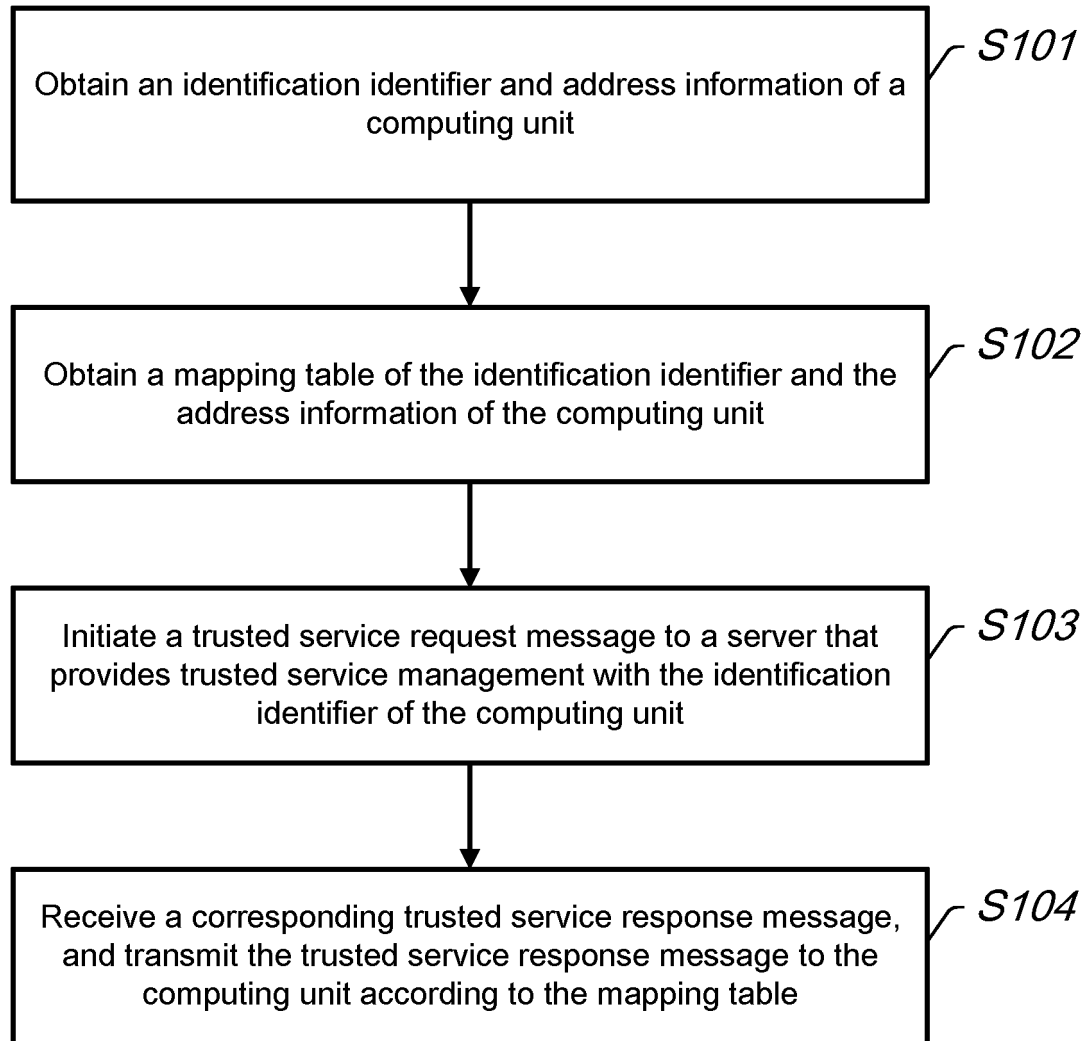 S101
Obtain an identification identifier and address information of a
computing unit
S102
Obtain a mapping table of the identification identifier and the
address information of the computing unit
S103
Initiate a trusted service request message to a server that
provides trusted service management with the identification
identifier of the computing unit
S104
Receive a corresponding trusted service response message,
and transmit the trusted service response message to the
computing unit according to the mapping table